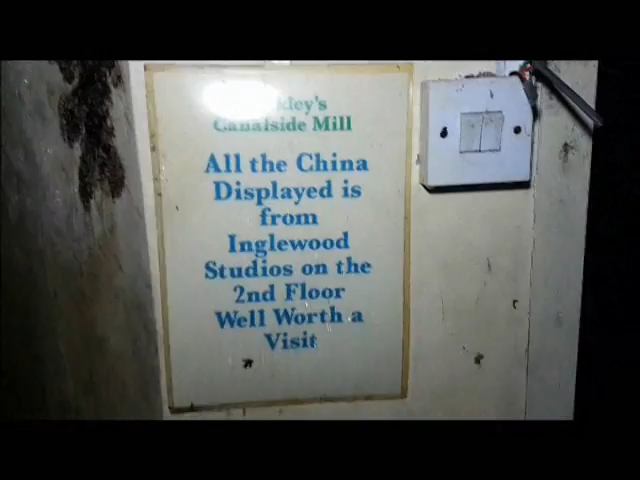 Canalside Mill
All the China
Displayed is
from
Inglewood
Studios on the
2nd Floor
Well Worth a
Visit